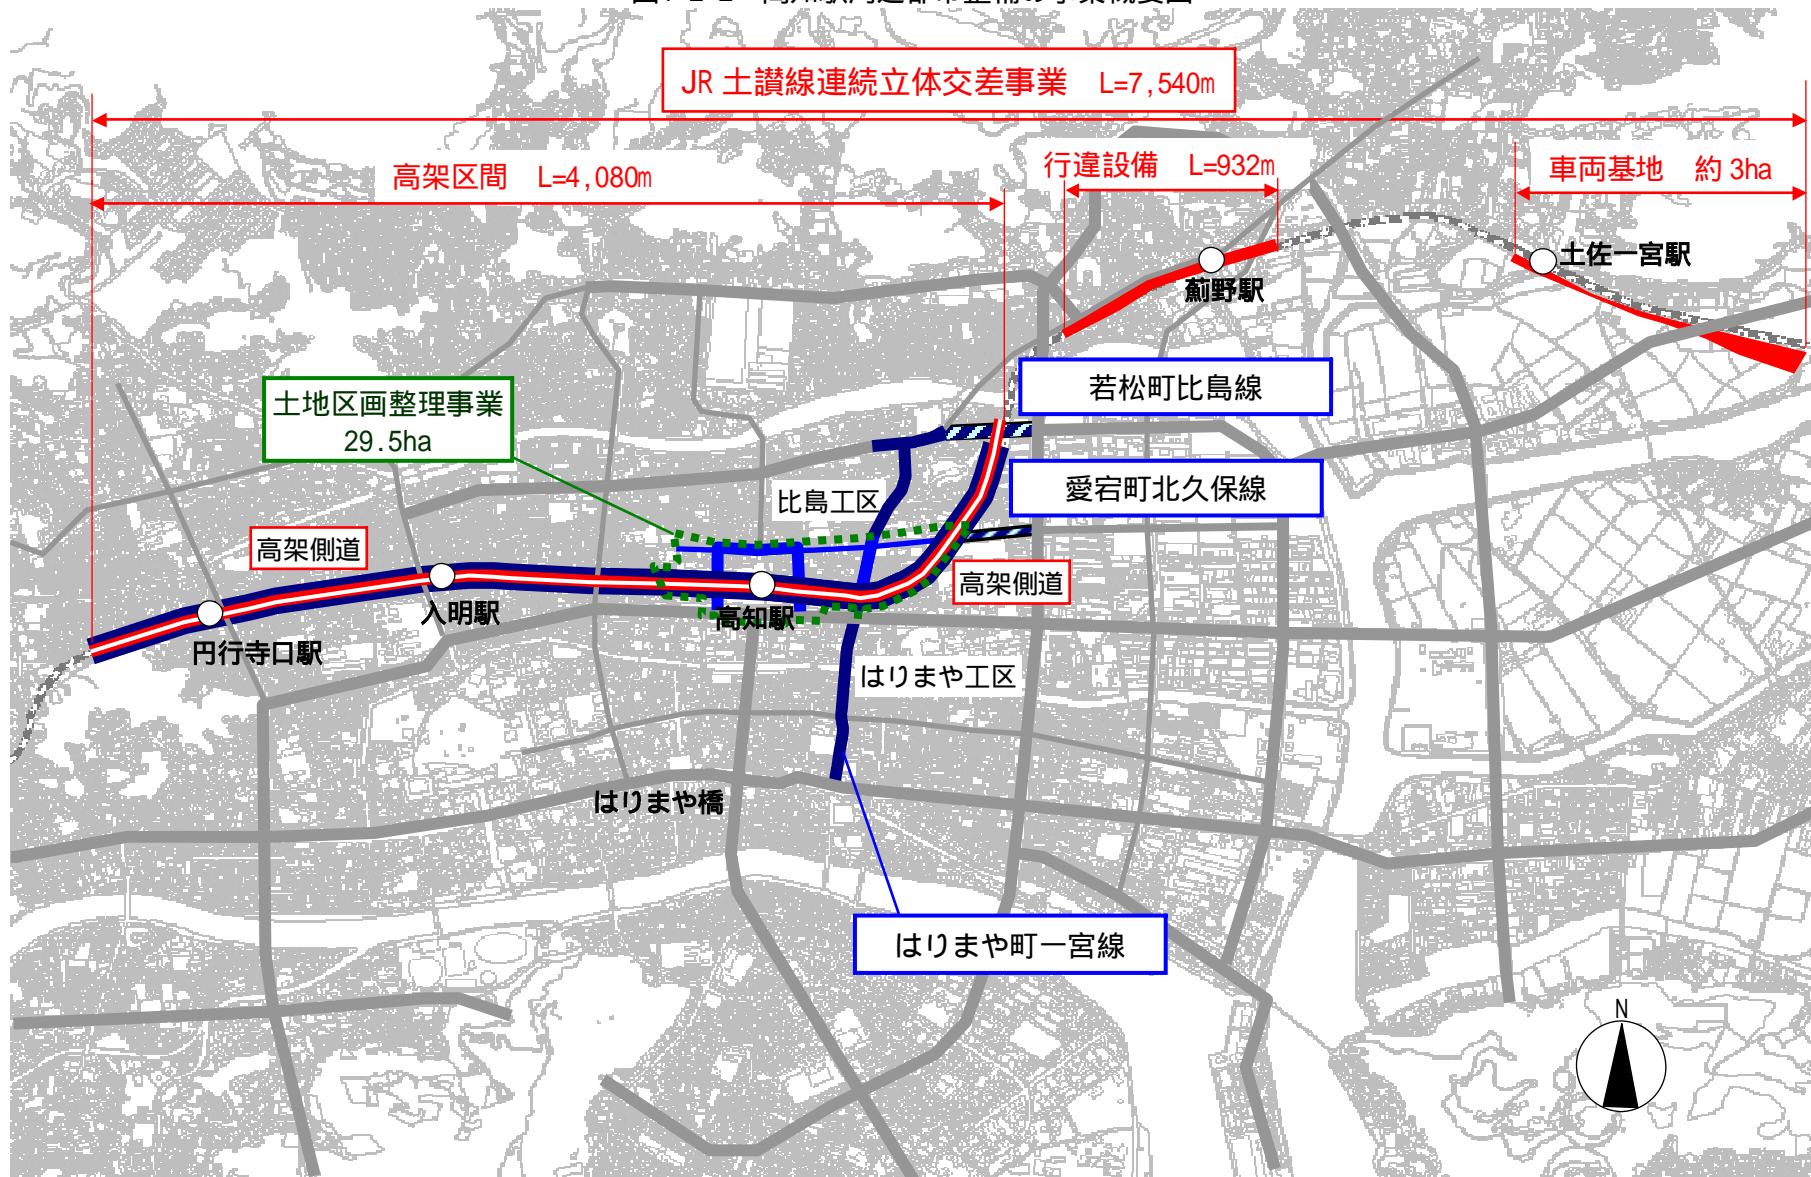 JR 土讃線連続立体交差事業 L=7,540m
高架区間 L=4,080m
行違設備 L=932m
車両基地 約 3ha
土佐一宮駅
薊野駅
若松町比島線
土地区画整理事業
29.5ha
愛宕町北久保線
比島工区
高架側道
高架側道
入明駅
高知駅
円行寺口駅
はりまや工区
はりまや橋
はりまや町一宮線
N